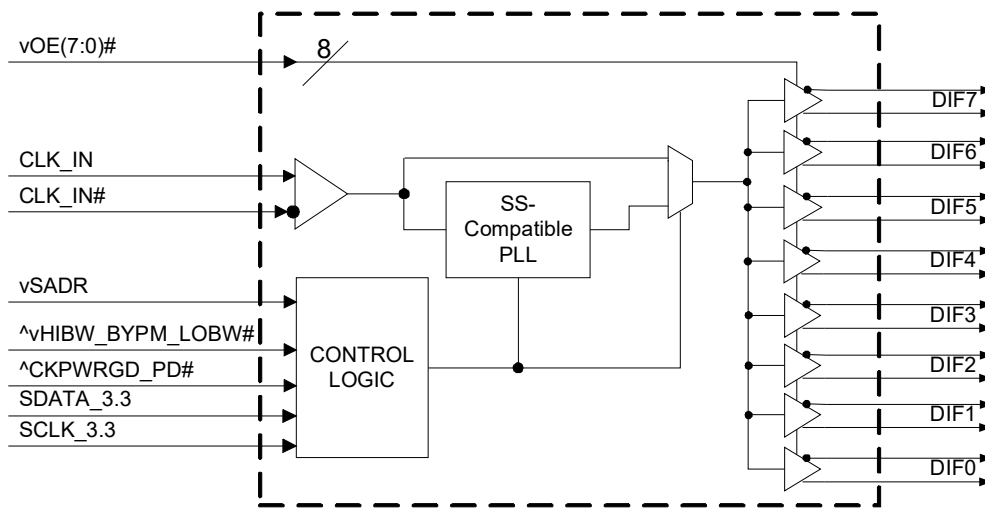 vOE(7:0)#
8
DIF7
CLK_IN
DIF6
CLK_IN#
SS-
Compatible
PLL
DIF5
DIF4
vSADR
DIF3
^vHIBW_BYPM_LOBW#
CONTROL
LOGIC
^CKPWRGD_PD#
DIF2
SDATA_3.3
DIF1
SCLK_3.3
DIF0